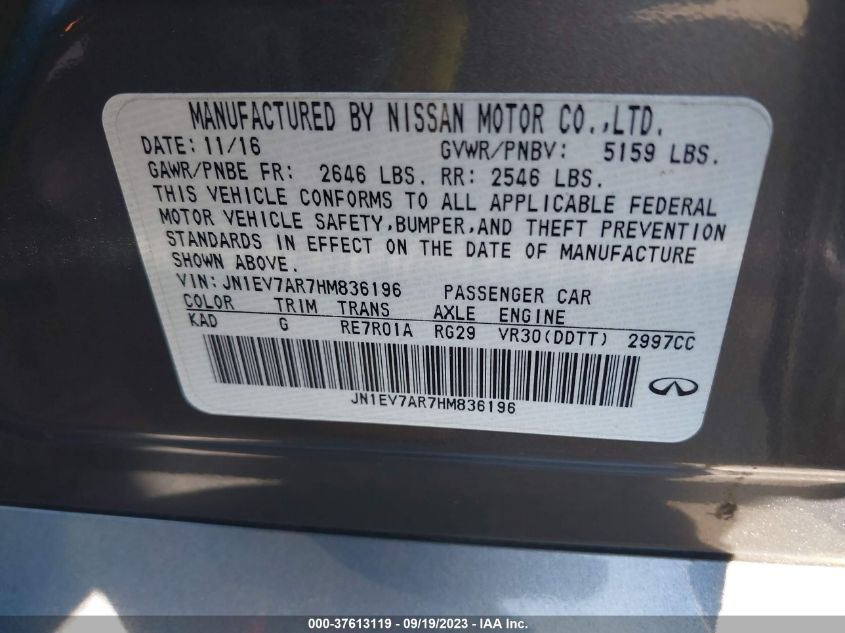 MANUFACTURED BY NISSAN MOTOR CO.,LTD.
DATE: 11/16 GVWR/PNBV: 5159 LBS.
GAWR/PNBE FR: 2646 LBS. RR: 2546 LBS.
THIS VEHICLE CONFORMS TO ALL APPLICABLE FEDERAL
MOTOR VEHICLE SAFETY,BUMPER,AND THEFT PREVENTION
STANDARDS IN EFFECT ON THE DATE OF MANUFACTURE
SHOWN ABOVE.
VIN:JN1EV7AR7HM836196 PASSENGER CAR
COLOR TRIM TRANS AXLE ENGINE
KAD G RE7R01A RG29 VR30(DDTT) 2997CC
JN1EV7AR7HM836196
000-37613119 - 09/19/2023 - IAA Inc.